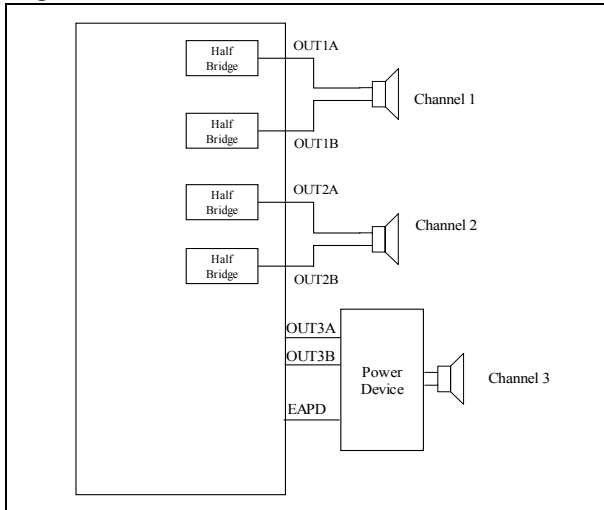 Half
Bridge
OUT1A
Channel 1
Half
Bridge
OUT1B
Half
Bridge
OUT2A
Channel 2
Half
Bridge
OUT2B
OUT3A
OUT3B
Power
Device
Channel 3
EAPD